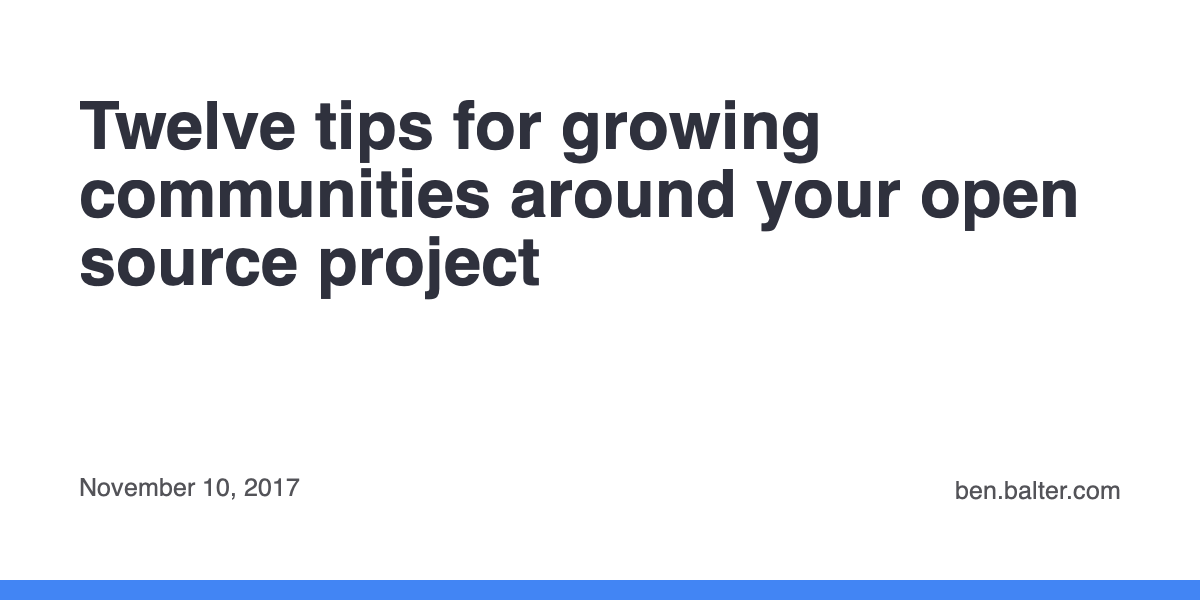 Twelve tips for growing
communities around your open
source project
November 10, 2017
ben.balter.com